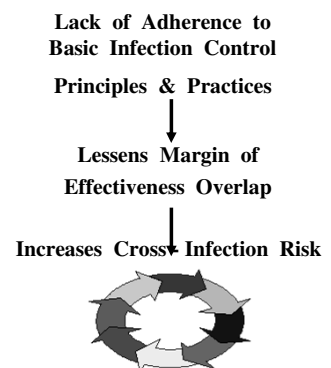 Lack of Adherence to
Basic Infection Control
Principles & Practices
Lessens Margin of
Effectiveness Overlap
Increases Cross-Infection Risk